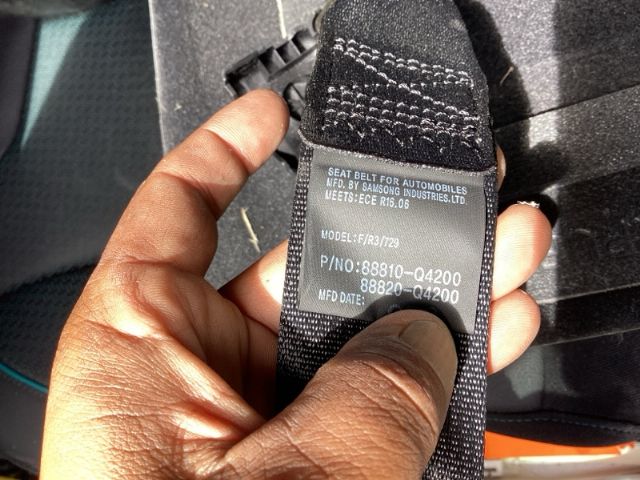 SEAT BELT FOR AUTOMOBILES
MFD. BY SAMSONG INDUSTRIES.LTD.
MEETS:ECE R16.06
MODEL:F/R3/729
P/NO:88810-Q4200
88820-Q4200
MFD DATE: